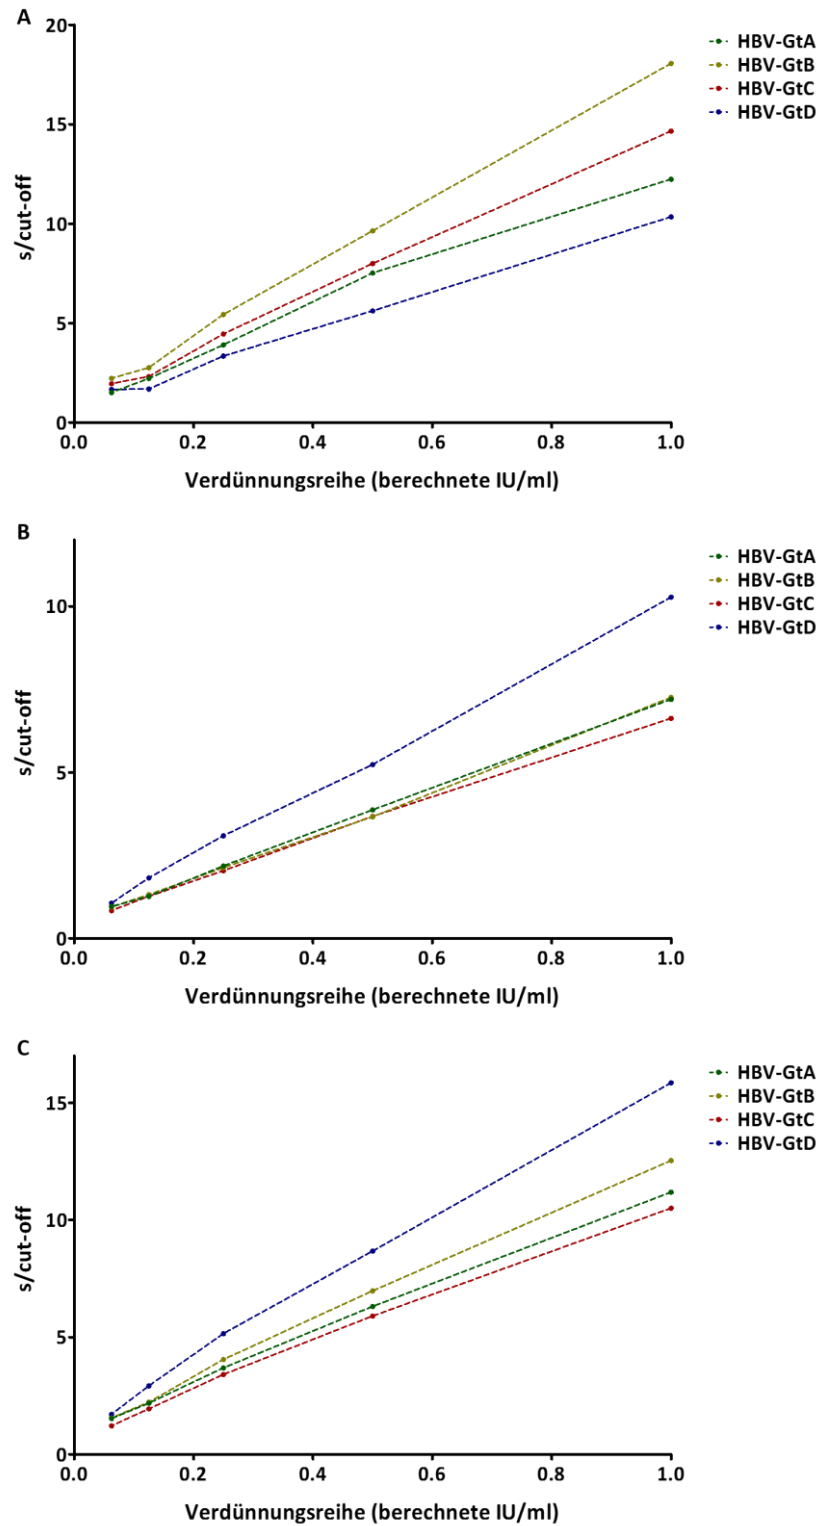 A
20
15
10
5
0
s/cut-off
0.0 0.2 0.4 0.6 0.8 1.0
Verdünnungsreihe (berechnete IU/ml)
HBV-GtA
HBV-GtB
HBV-GtC
HBV-GtD
B
10
5
0
s/cut-off
0.0 0.2 0.4 0.6 0.8 1.0
Verdünnungsreihe (berechnete IU/ml)
HBV-GtA
HBV-GtB
HBV-GtC
HBV-GtD
C
15
10
5
0
s/cut-off
0.0 0.2 0.4 0.6 0.8 1.0
Verdünnungsreihe (berechnete IU/ml)
HBV-GtA
HBV-GtB
HBV-GtC
HBV-GtD